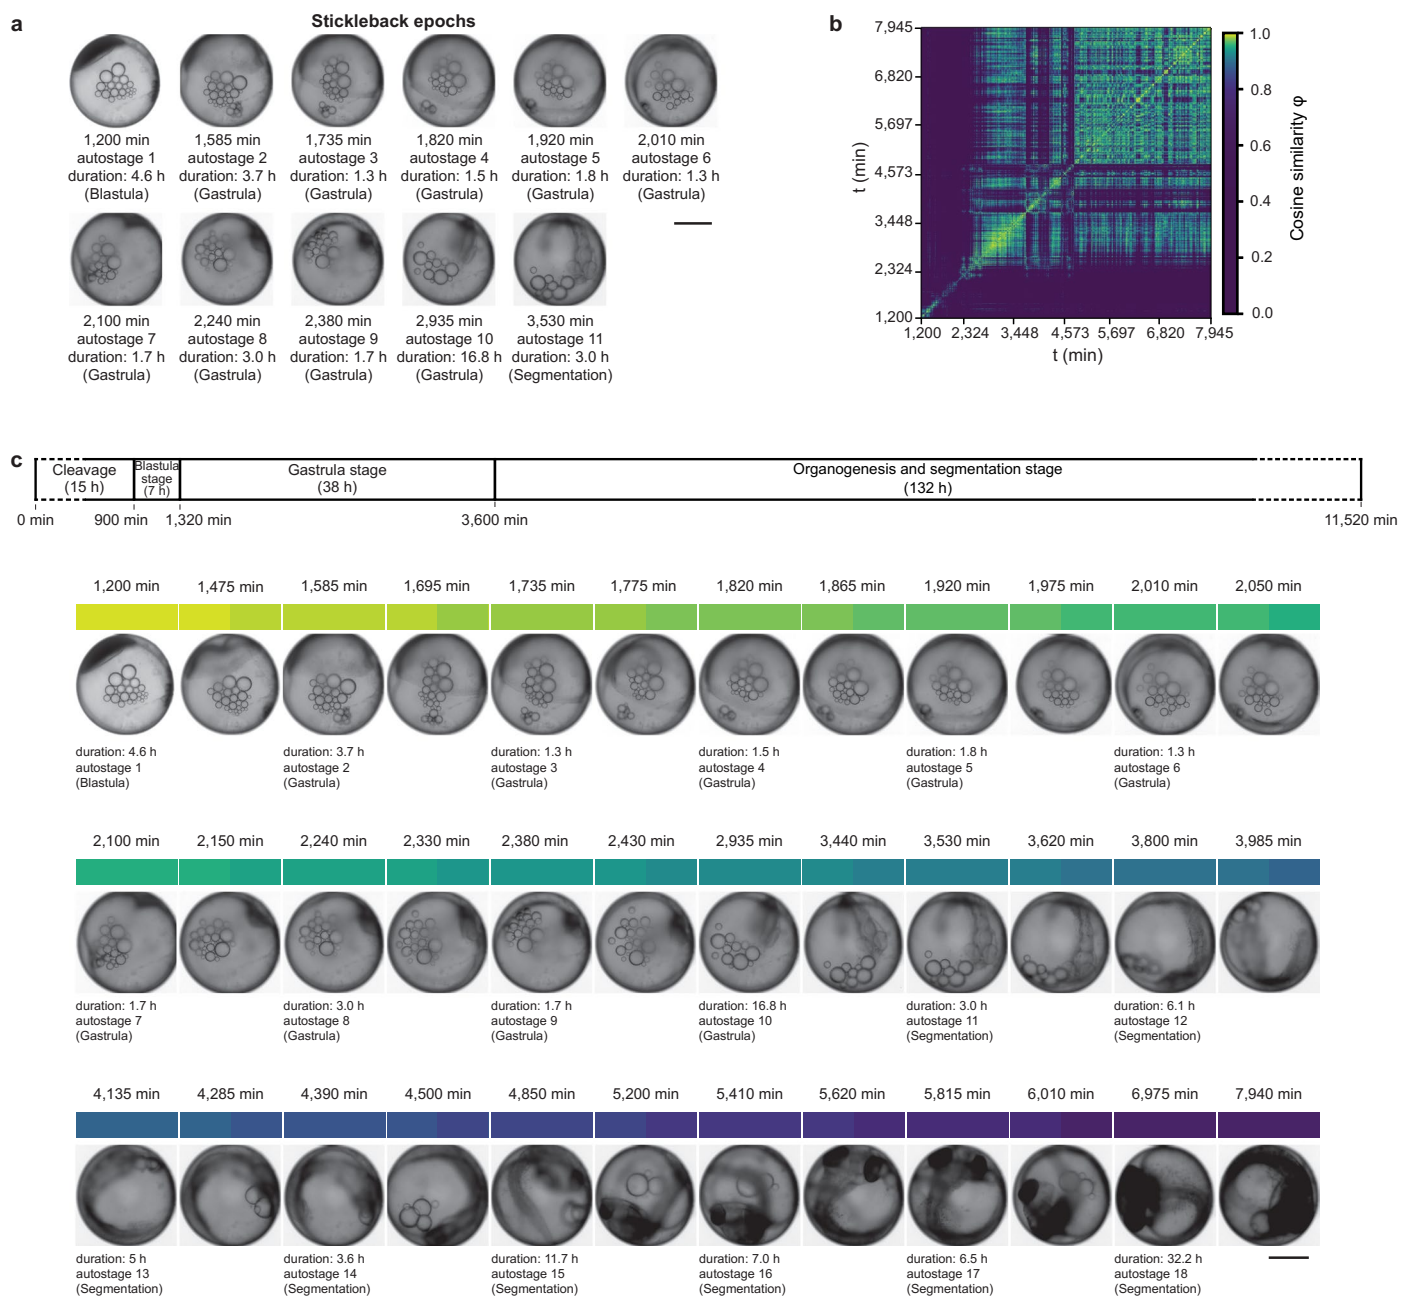 a
Stickleback epochs
1,200 min
autostage 1
duration: 4.6 h
(Blastula)
1,585 min
autostage 2
duration: 3.7 h
(Gastrula)
1,735 min
autostage 3
duration: 1.3 h
(Gastrula)
1,820 min
autostage 4
duration: 1.5 h
(Gastrula)
1,920 min
autostage 5
duration: 1.8 h
(Gastrula)
2,010 min
autostage 6
duration: 1.3 h
(Gastrula)
2,100 min
autostage 7
duration: 1.7 h
(Gastrula)
2,240 min
autostage 8
duration: 3.0 h
(Gastrula)
2,380 min
autostage 9
duration: 1.7 h
(Gastrula)
2,935 min
autostage 10
duration: 16.8 h
(Gastrula)
3,530 min
autostage 11
duration: 3.0 h
(Segmentation)
b
7,945
6,820
5,697
4,573
3,448
2,324
1,200
t (min)
1,200 2,324 3,448 4,573 5,697 6,820 7,945
t (min)
1.0
0.8
0.6
0.4
0.2
0.0
Cosine similarity φ
c
Cleavage
(15 h)
Blastula
stage
(7 h)
Gastrula stage
(38 h)
Organogenesis and segmentation stage
(132 h)
0 min 900 min 1,320 min 3,600 min 11,520 min
1,200 min 1,475 min 1,585 min 1,695 min 1,735 min 1,775 min 1,820 min 1,865 min 1,920 min 1,975 min 2,010 min 2,050 min
duration: 4.6 h
autostage 1
(Blastula)
duration: 3.7 h
autostage 2
(Gastrula)
duration: 1.3 h
autostage 3
(Gastrula)
duration: 1.5 h
autostage 4
(Gastrula)
duration: 1.8 h
autostage 5
(Gastrula)
duration: 1.3 h
autostage 6
(Gastrula)
2,100 min 2,150 min 2,240 min 2,330 min 2,380 min 2,430 min 2,935 min 3,440 min 3,530 min 3,620 min 3,800 min 3,985 min
duration: 1.7 h
autostage 7
(Gastrula)
duration: 3.0 h
autostage 8
(Gastrula)
duration: 1.7 h
autostage 9
(Gastrula)
duration: 16.8 h
autostage 10
(Gastrula)
duration: 3.0 h
autostage 11
(Segmentation)
duration: 6.1 h
autostage 12
(Segmentation)
4,135 min 4,285 min 4,390 min 4,500 min 4,850 min 5,200 min 5,410 min 5,620 min 5,815 min 6,010 min 6,975 min 7,940 min
duration: 5 h
autostage 13
(Segmentation)
duration: 3.6 h
autostage 14
(Segmentation)
duration: 11.7 h
autostage 15
(Segmentation)
duration: 7.0 h
autostage 16
(Segmentation)
duration: 6.5 h
autostage 17
(Segmentation)
duration: 32.2 h
autostage 18
(Segmentation)